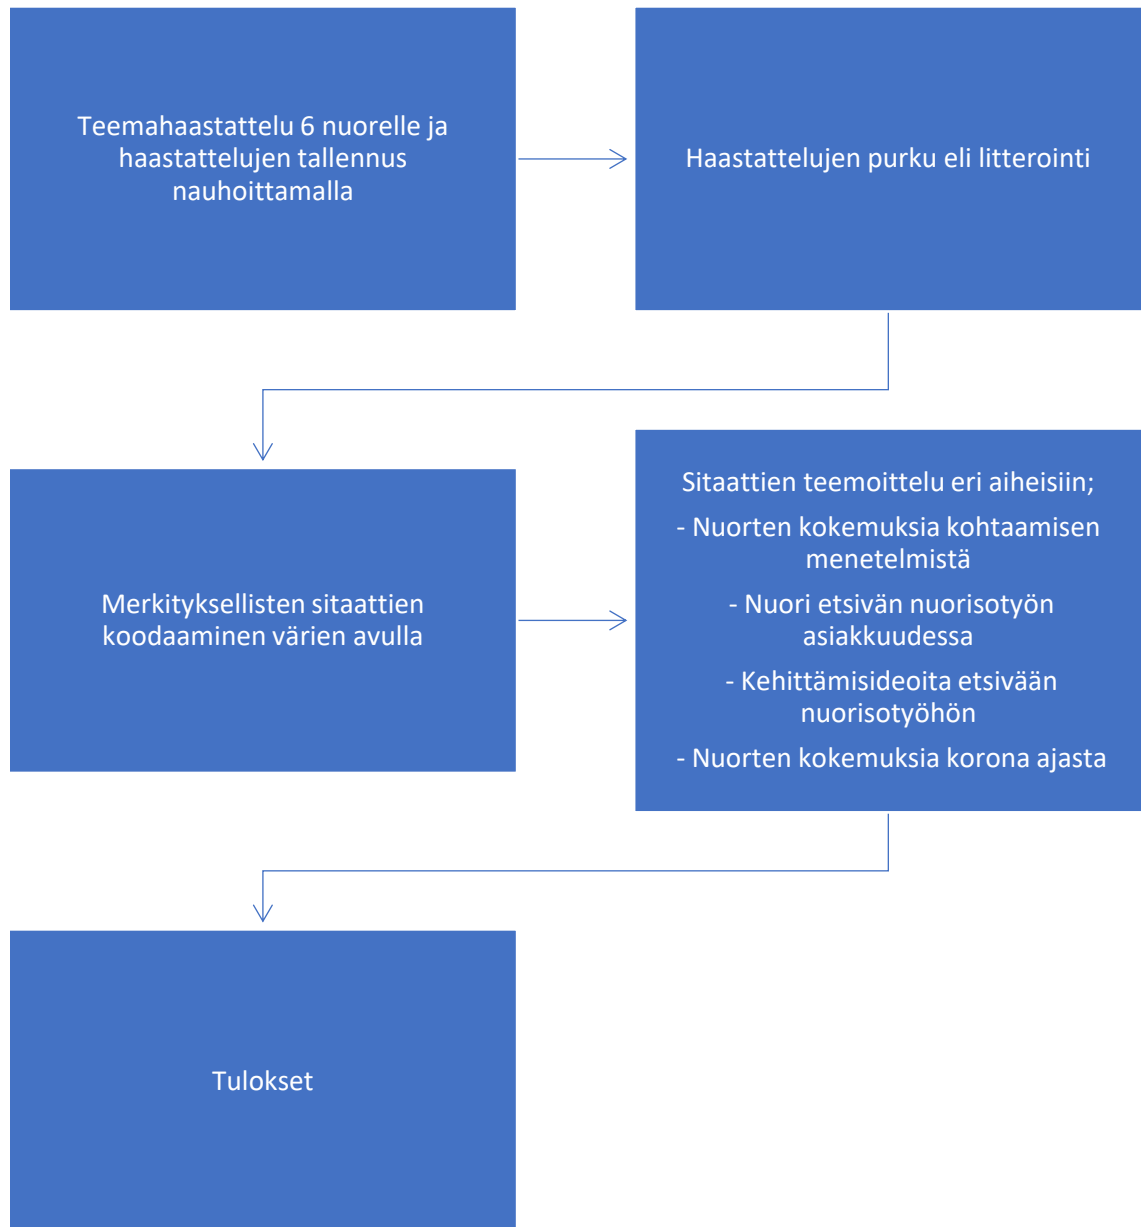 Teemahaastattelu 6 nuorelle ja
haastattelujen tallennus
nauhoittamalla
Haastattelujen purku eli litterointi
Merkityksellisten sitaattien
koodaaminen värien avulla
Sitaattien teemoittelu eri aiheisiin;
- Nuorten kokemuksia kohtaamisen
menetelmistä
- Nuori etsivän nuorisotyön
asiakkuudessa
- Kehittämisideoita etsivään
nuorisotyöhön
- Nuorten kokemuksia korona ajasta
Tulokset